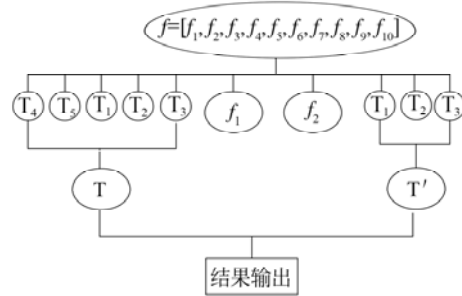 f=[f₁,f₂,f₃,f₄,f₅,f₆,f₇,f₈,f₉,f₁₀]
T₄ T₅ T₁ T₂ T₃ f₁ f₂ T₁ T₂ T₃
T T′
结果输出